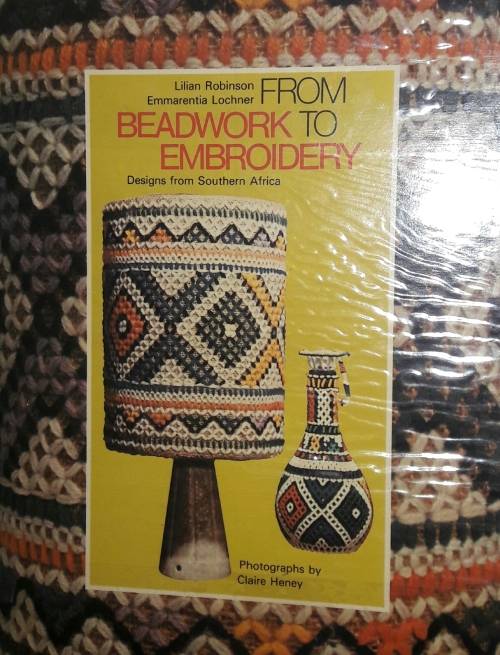 Lilian Robinson
Emmarentia Lochner FROM
BEADWORK TO
EMBROIDERY
Designs from Southern Africa
Photographs by
Claire Heney